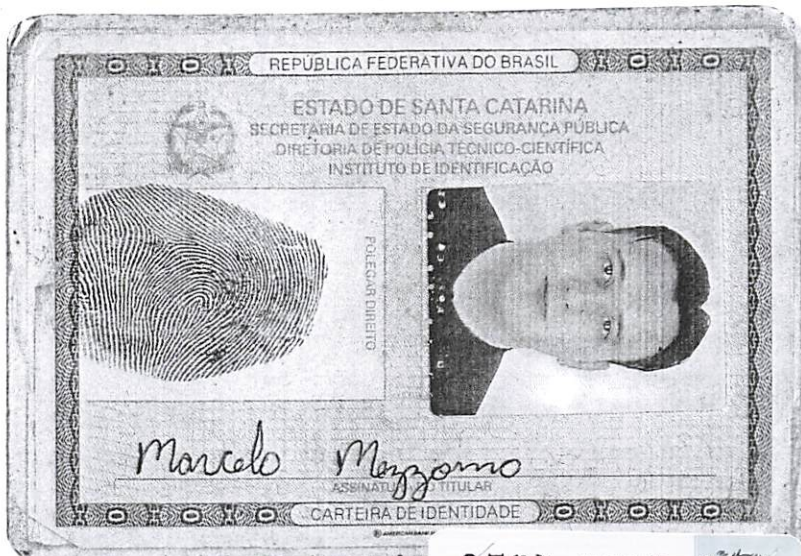 REPÚBLICA FEDERATIVA DO BRASIL
ESTADO DE SANTA CATARINA
SECRETARIA DE ESTADO DA SEGURANÇA PÚBLICA
DIRETORIA DE POLÍCIA TÉCNICO-CIENTÍFICA
INSTITUTO DE IDENTIFICAÇÃO
POLEGAR DIREITO
Marcelo Mezzomo
ASSINATURA DO TITULAR
CARTEIRA DE IDENTIDADE